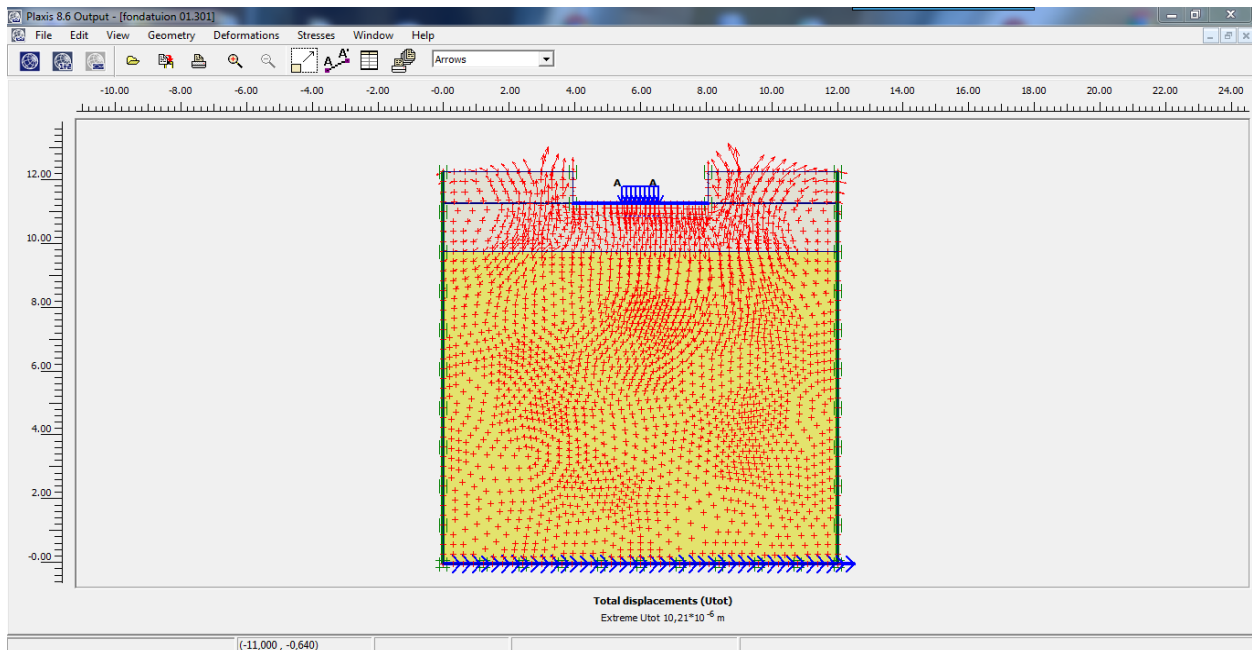 Plaxis 8.6 Output - [fondatuion 01.301]
File Edit View Geometry Deformations Stresses Window Help
Arrows
-10.00 -8.00 -6.00 -4.00 -2.00 -0.00 2.00 4.00 6.00 8.00 10.00 12.00 14.00 16.00 18.00 20.00 22.00 24.00
12.00
A A
10.00
8.00
6.00
4.00
2.00
-0.00
Total displacements (Utot)
Extreme Utot 10,21*10 -6 m
(-11,000 , -0,640)